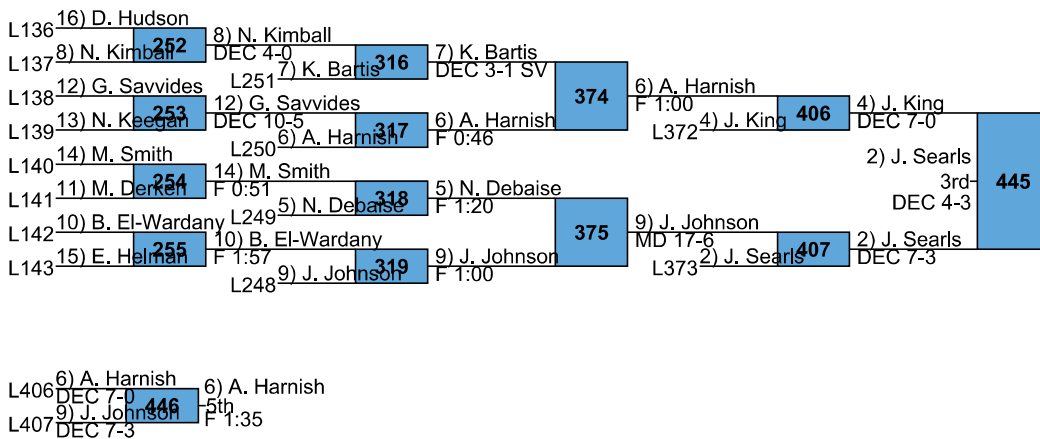 16) D. Hudson
L136
252
8) N. Kimball
DEC 4-0
8) N. Kimball
L137
316
7) K. Bartis
DEC 3-1 SV
7) K. Bartis
L251
12) G. Savvides
L138
253
12) G. Savvides
DEC 10-5
13) N. Keegan
L139
317
6) A. Harnish
F 0:46
6) A. Harnish
L250
374
6) A. Harnish
F 1:00
4) J. King
L372
406
4) J. King
DEC 7-0
14) M. Smith
L140
254
14) M. Smith
F 0:51
11) M. Derken
L141
318
5) N. Debaise
F 1:20
5) N. Debaise
L249
10) B. El-Wardany
L142
255
10) B. El-Wardany
F 1:57
15) E. Helman
L143
319
9) J. Johnson
F 1:00
9) J. Johnson
L248
375
9) J. Johnson
MD 17-6
2) J. Searls
L373
407
2) J. Searls
DEC 7-3
2) J. Searls
3rd
DEC 4-3
445
6) A. Harnish
L406
DEC 7-0
446
6) A. Harnish
5th
F 1:35
9) J. Johnson
L407
DEC 7-3